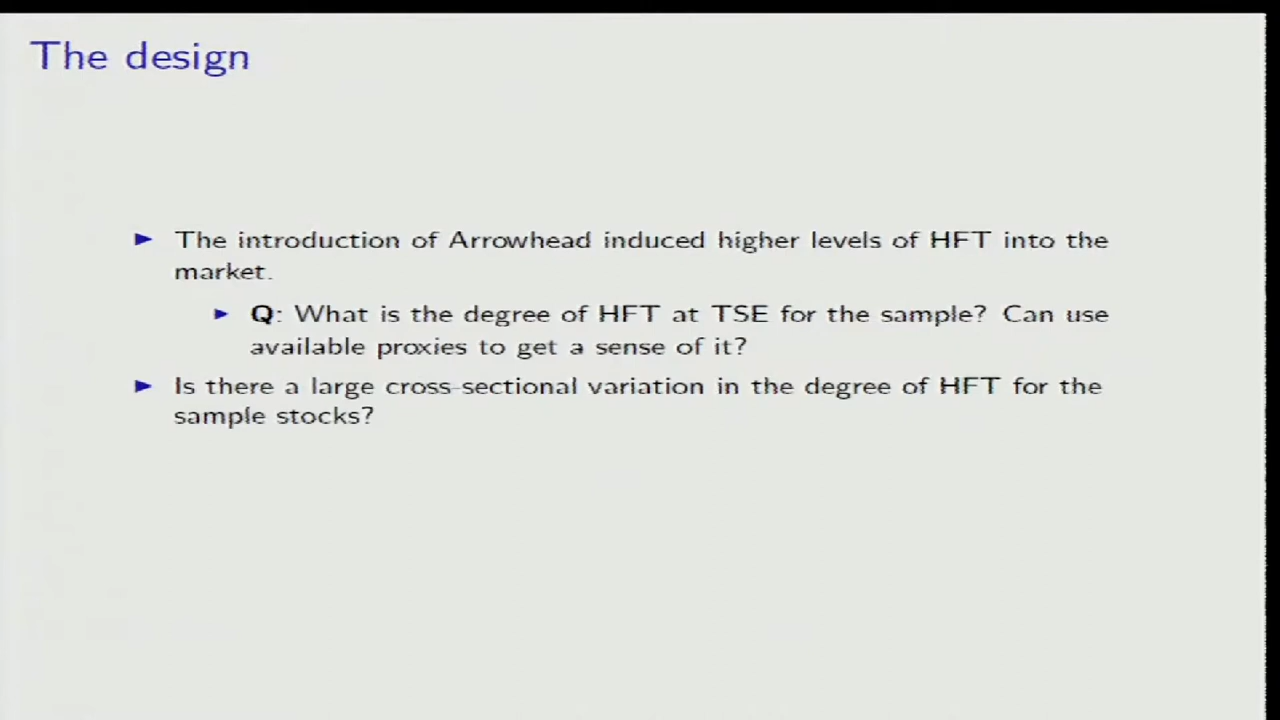 The design
► The introduction of Arrowhead induced higher levels of HFT into the
market.
► Q: What is the degree of HFT at TSE for the sample? Can use
available proxies to get a sense of it?
► Is there a large cross-sectional variation in the degree of HFT for the
sample stocks?